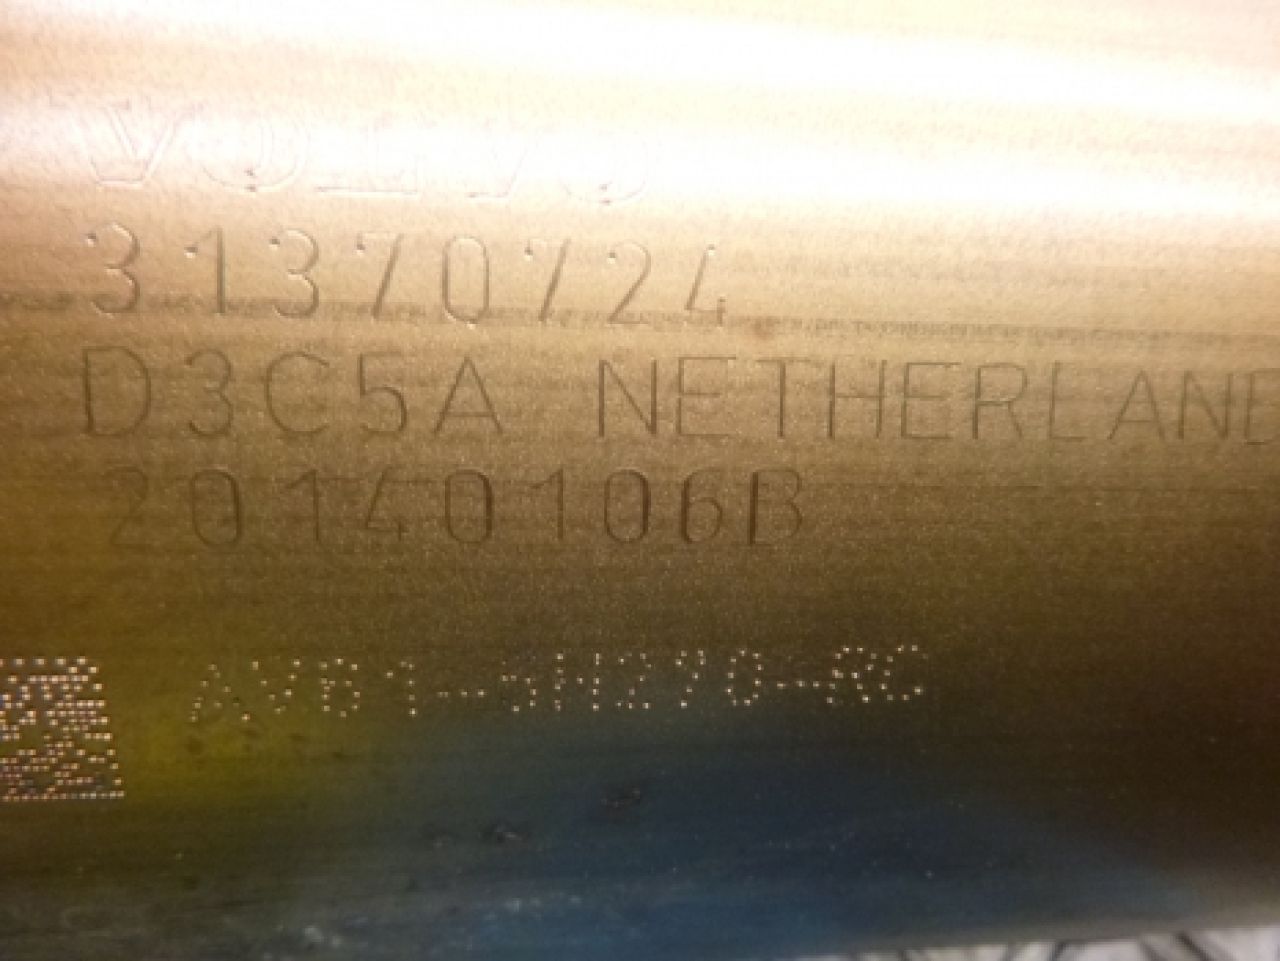 VOLVO
31370724
D3C5A NETHERLAND
20140106B